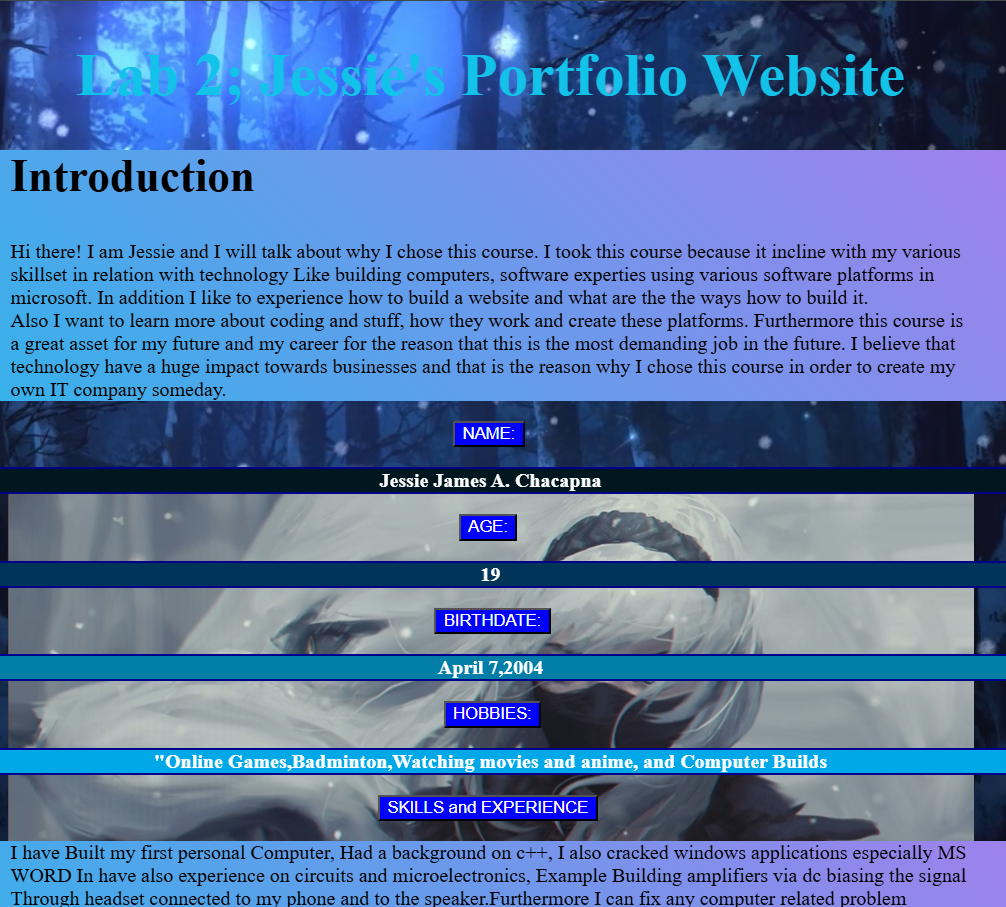 Lab 2; Jessie's Portfolio Website
Introduction
Hi there! I am Jessie and I will talk about why I chose this course. I took this course because it incline with my various
skillset in relation with technology Like building computers, software experties using various software platforms in
microsoft. In addition I like to experience how to build a website and what are the the ways how to build it.
Also I want to learn more about coding and stuff, how they work and create these platforms. Furthermore this course is
a great asset for my future and my career for the reason that this is the most demanding job in the future. I believe that
technology have a huge impact towards businesses and that is the reason why I chose this course in order to create my
own IT company someday.
NAME:
Jessie James A. Chacapna
AGE:
19
BIRTHDATE:
April 7,2004
HOBBIES:
"Online Games,Badminton,Watching movies and anime, and Computer Builds
SKILLS and EXPERIENCE
I have Built my first personal Computer, Had a background on c++, I also cracked windows applications especially MS
WORD In have also experience on circuits and microelectronics, Example Building amplifiers via dc biasing the signal
Through headset connected to my phone and to the speaker.Furthermore I can fix any computer related problem